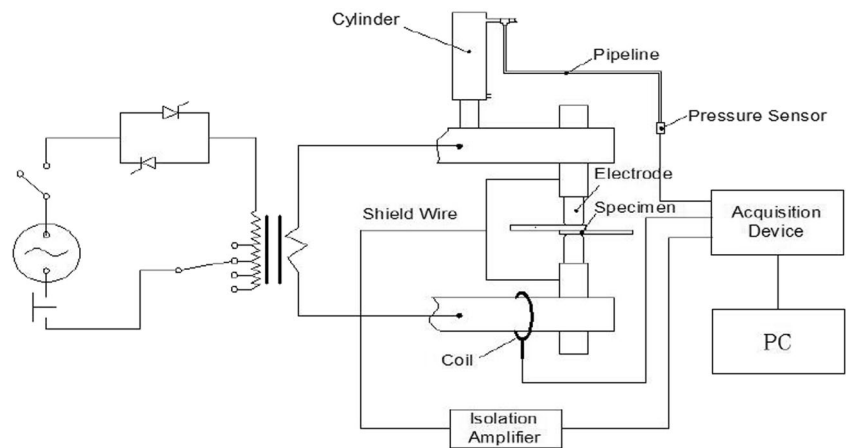 Cylinder
Pipeline
Pressure Sensor
Electrode
Specimen
Shield Wire
Acquisition
Device
Coil
PC
Isolation
Amplifier